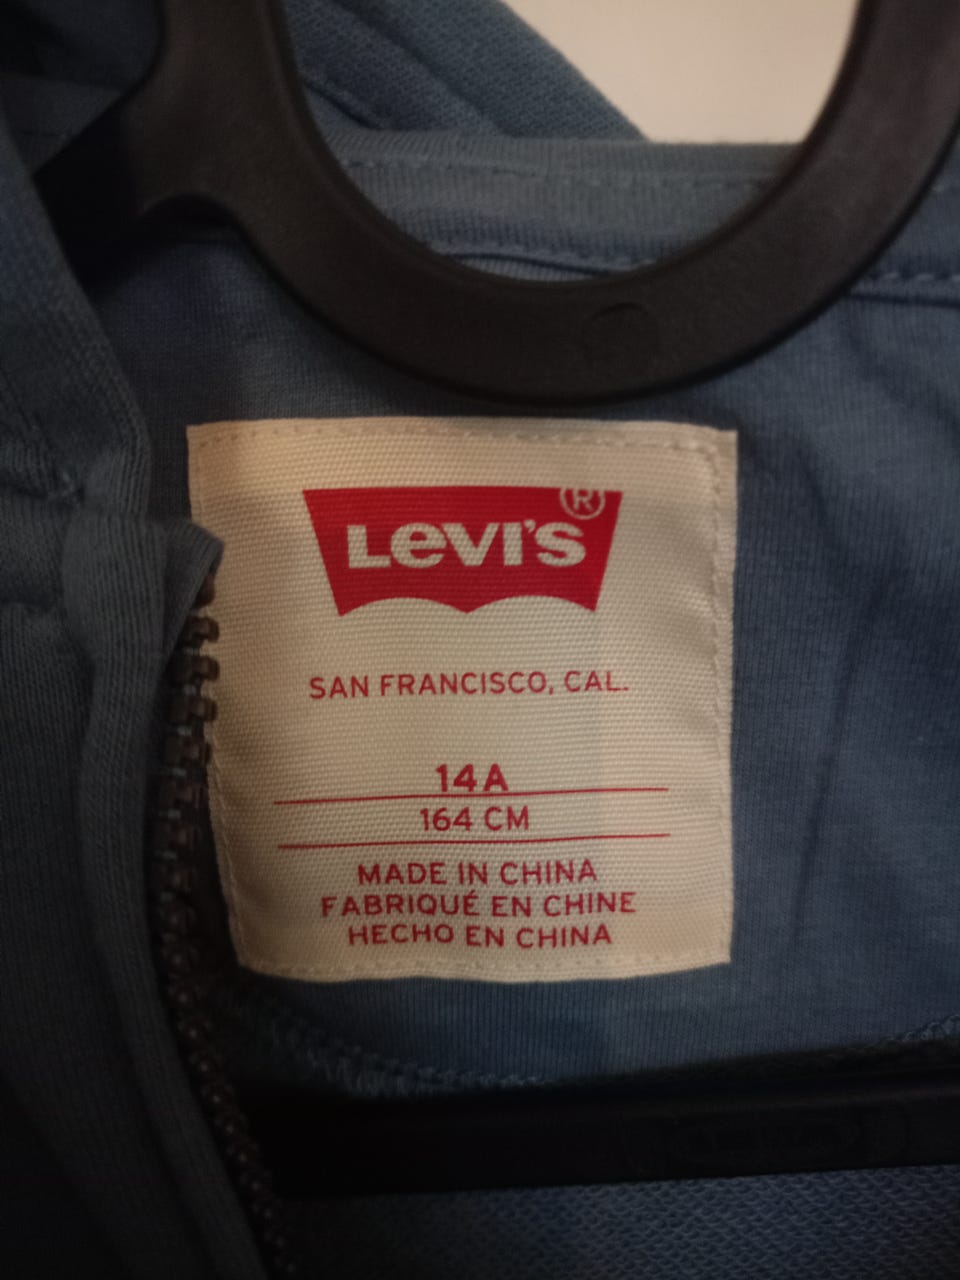 LEVI'S®
SAN FRANCISCO, CAL.
14A
164 CM
MADE IN CHINA
FABRIQUÉ EN CHINE
HECHO EN CHINA